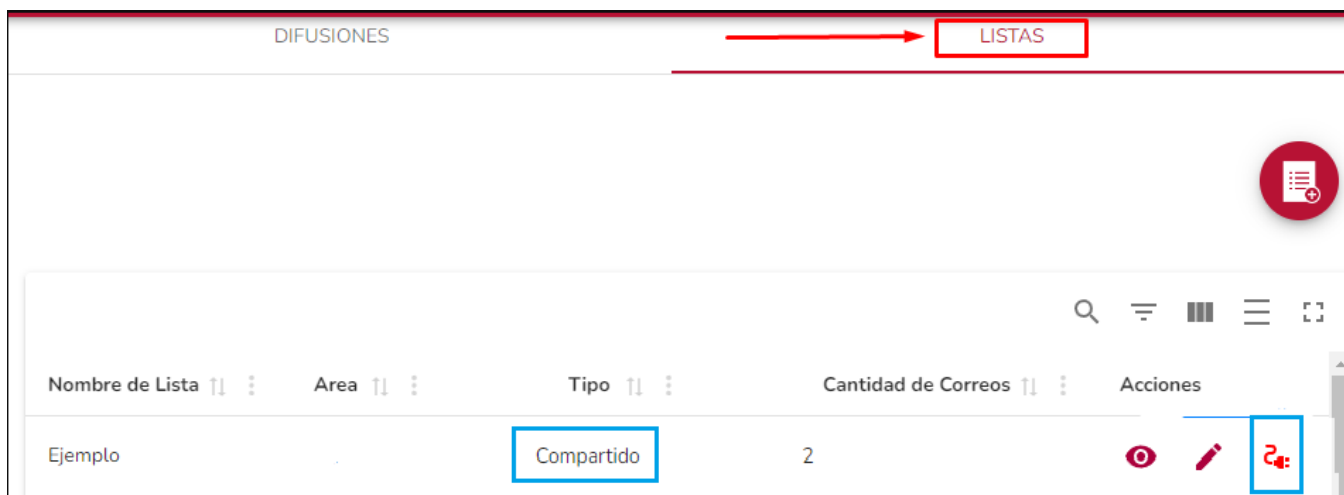 DIFUSIONES LISTAS
Nombre de Lista Area Tipo Cantidad de Correos Acciones
Ejemplo Compartido 2